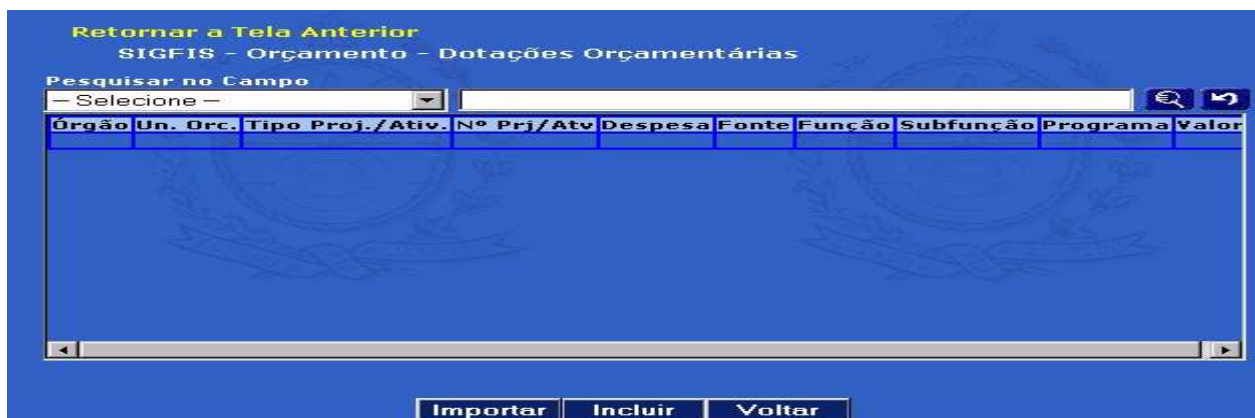 Retornar a Tela Anterior
SIGFIS - Orçamento - Dotações Orçamentárias
Pesquisar no Campo
-- Selecione --
Órgão Un. Orc. Tipo Proj./Ativ. Nº Prj/Atv Despesa Fonte Função Subfunção Programa Valor
Importar Incluir Voltar